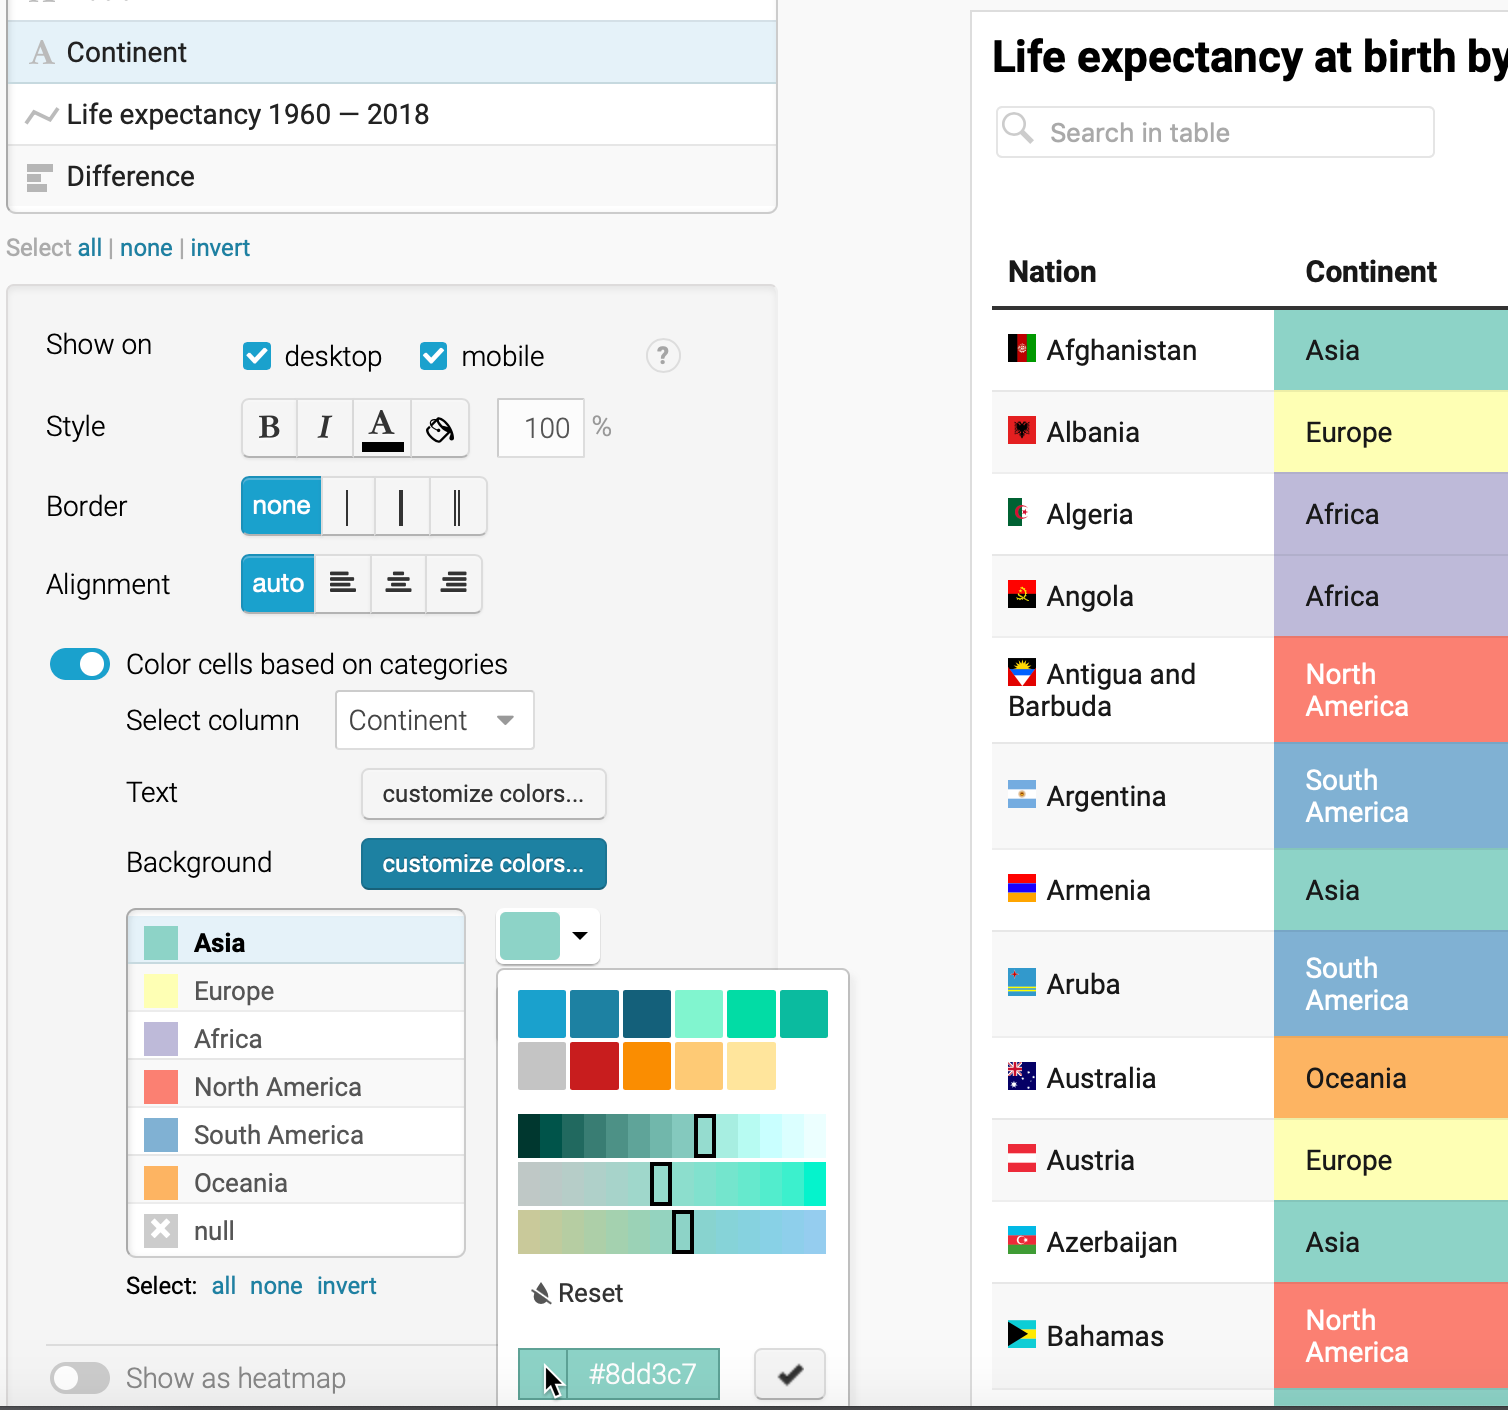 Continent
Life expectancy 1960 – 2018
Difference
Select all | none | invert
Show on
desktop
mobile
?
Style
B
I
A
100
%
Border
none
Alignment
auto
Color cells based on categories
Select column
Continent
Text
customize colors...
Background
customize colors...
Asia
Europe
Africa
North America
South America
Oceania
null
Select: all none invert
Show as heatmap
Reset
#8dd3c7
Life expectancy at birth by
Search in table
Nation
Continent
Afghanistan
Asia
Albania
Europe
Algeria
Africa
Angola
Africa
Antigua and
Barbuda
North
America
Argentina
South
America
Armenia
Asia
Aruba
South
America
Australia
Oceania
Austria
Europe
Azerbaijan
Asia
Bahamas
North
America